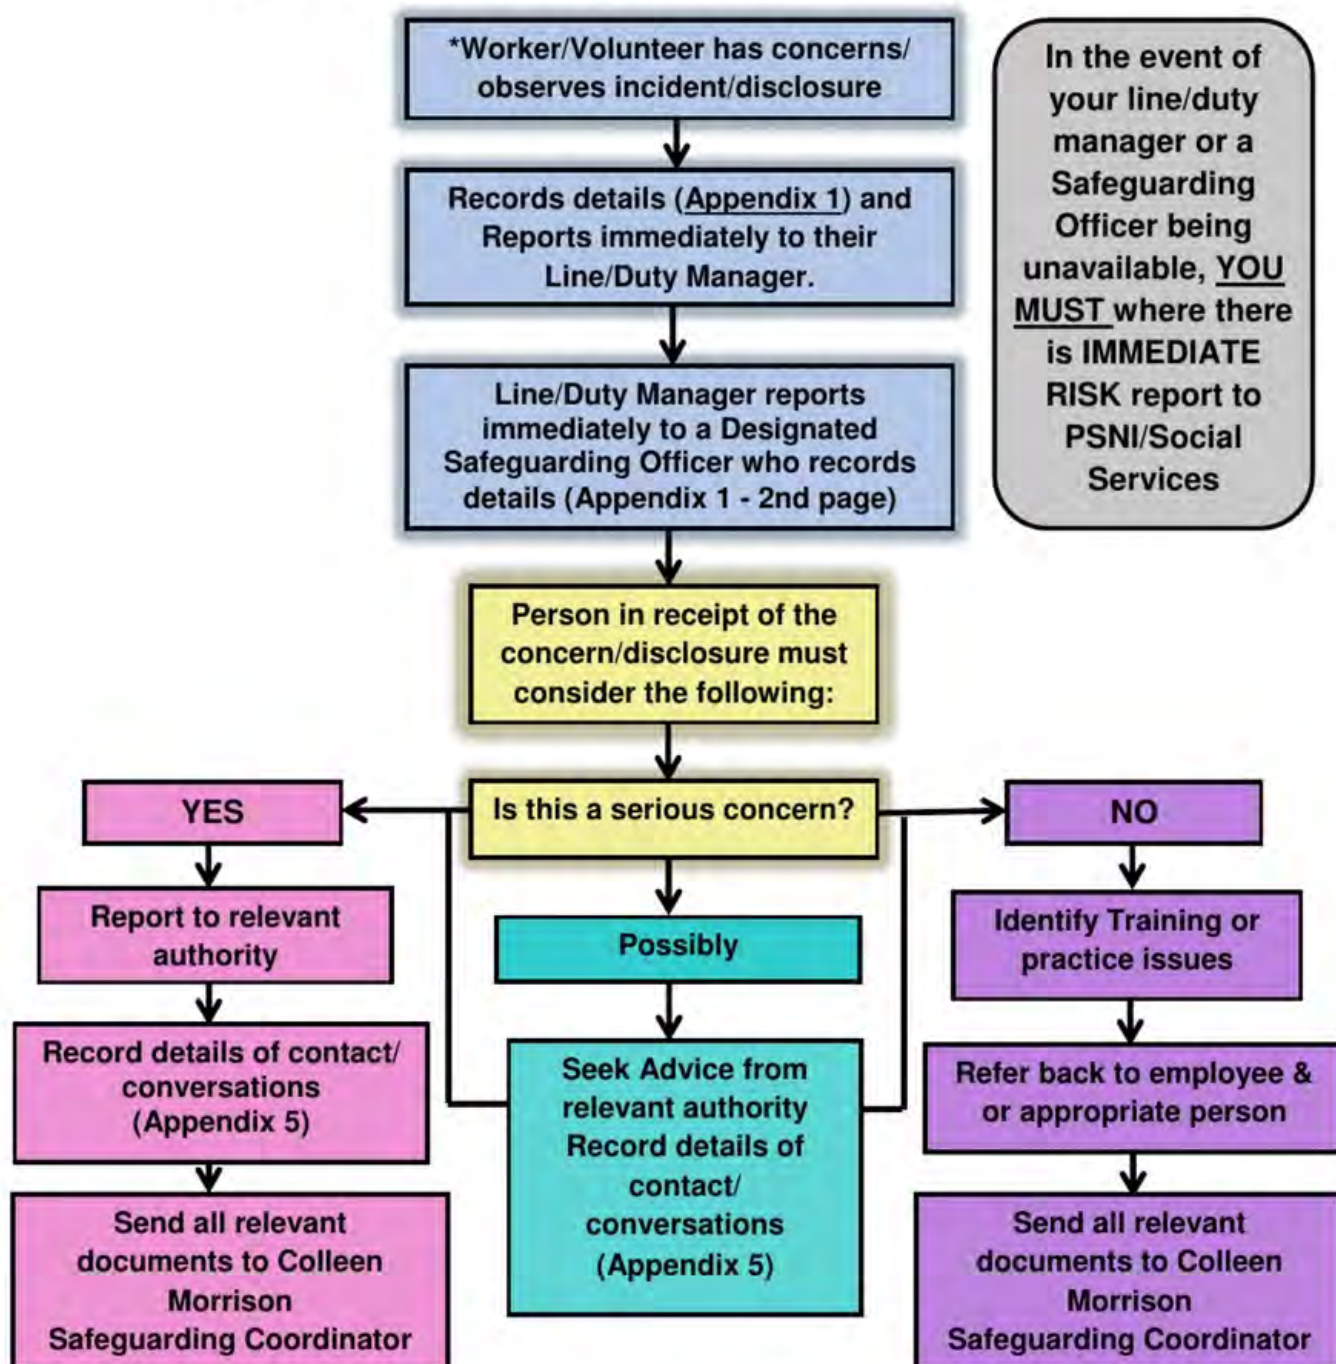 *Worker/Volunteer has concerns/
observes incident/disclosure
In the event of
your line/duty
manager or a
Safeguarding
Officer being
unavailable, YOU
MUST where there
is IMMEDIATE
RISK report to
PSNI/Social
Services
Records details (Appendix 1) and
Reports immediately to their
Line/Duty Manager.
Line/Duty Manager reports
immediately to a Designated
Safeguarding Officer who records
details (Appendix 1 - 2nd page)
Person in receipt of the
concern/disclosure must
consider the following:
Is this a serious concern?
YES
Report to relevant
authority
Record details of contact/
conversations
(Appendix 5)
Send all relevant
documents to Colleen
Morrison
Safeguarding Coordinator
Possibly
Seek Advice from
relevant authority
Record details of
contact/
conversations
(Appendix 5)
NO
Identify Training or
practice issues
Refer back to employee &
or appropriate person
Send all relevant
documents to Colleen
Morrison
Safeguarding Coordinator